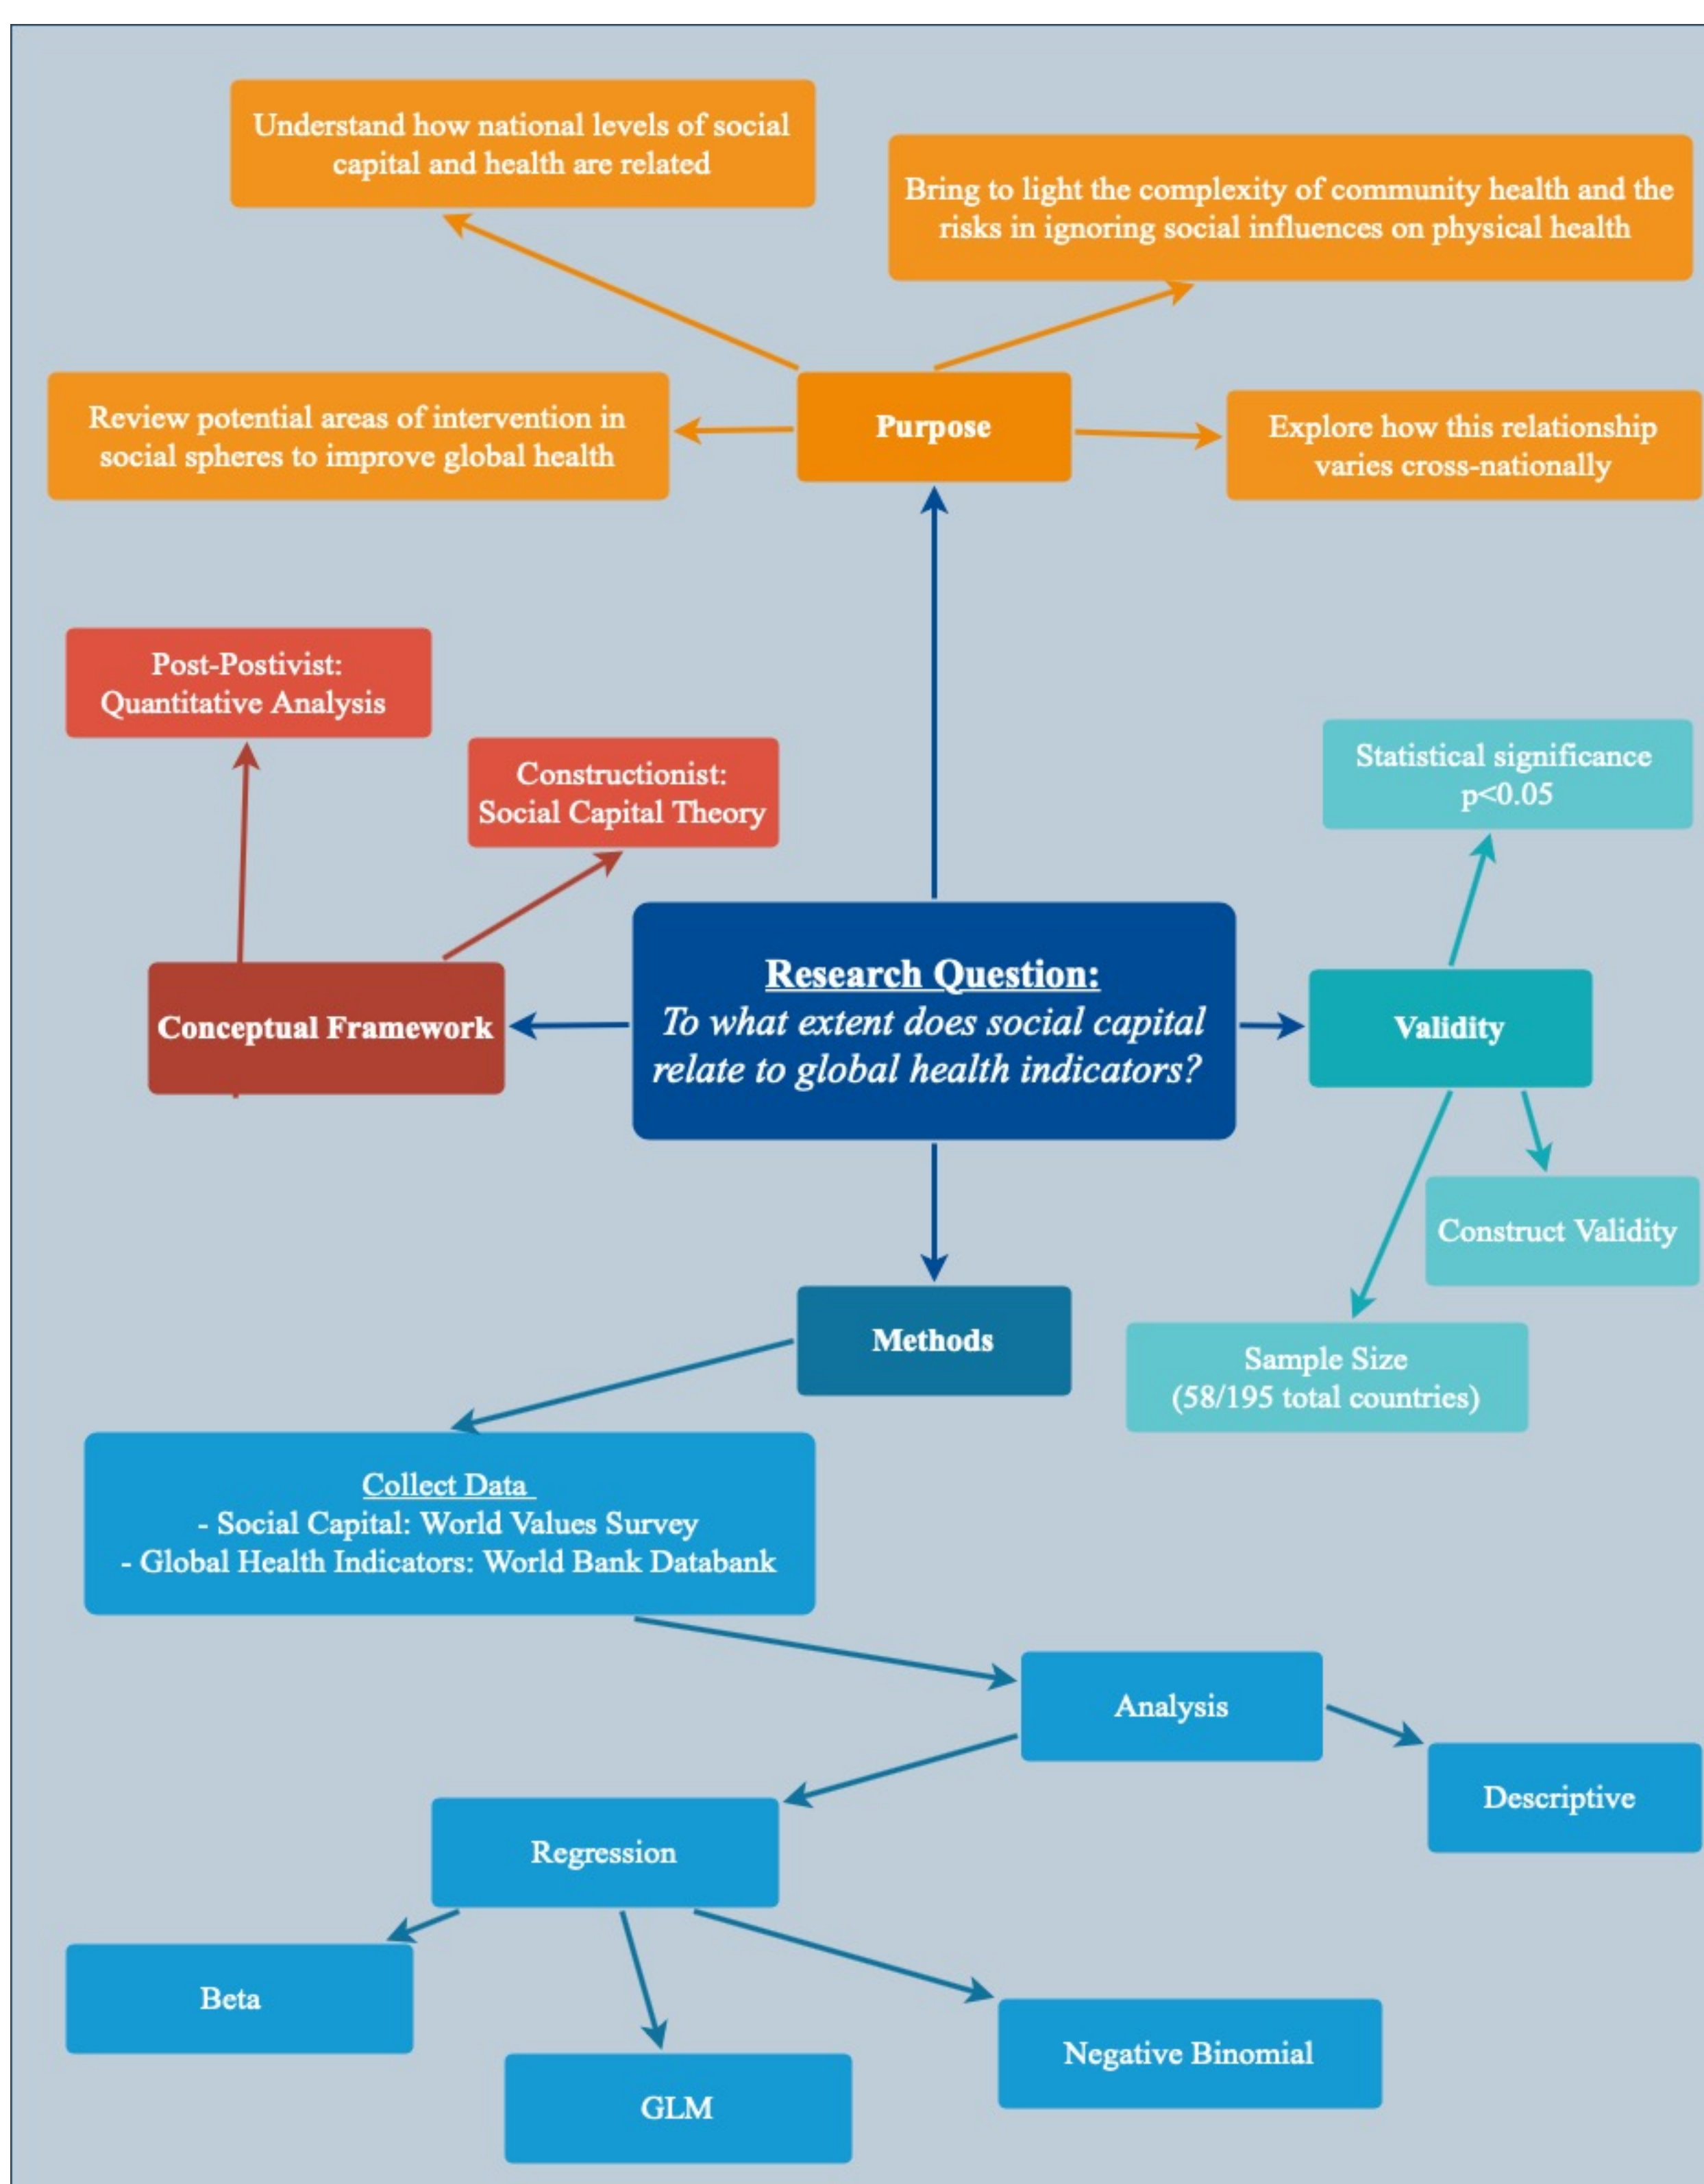 Understand how national levels of social
capital and health are related
Bring to light the complexity of community health and the
risks in ignoring social influences on physical health
Review potential areas of intervention in
social spheres to improve global health
Purpose
Explore how this relationship
varies cross-nationally
Post-Postivist:
Quantitative Analysis
Constructionist:
Social Capital Theory
Statistical significance
p<0.05
Conceptual Framework
Research Question:
To what extent does social capital
relate to global health indicators?
Validity
Construct Validity
Sample Size
(58/195 total countries)
Methods
Collect Data
- Social Capital: World Values Survey
- Global Health Indicators: World Bank Databank
Analysis
Descriptive
Regression
Beta
Negative Binomial
GLM